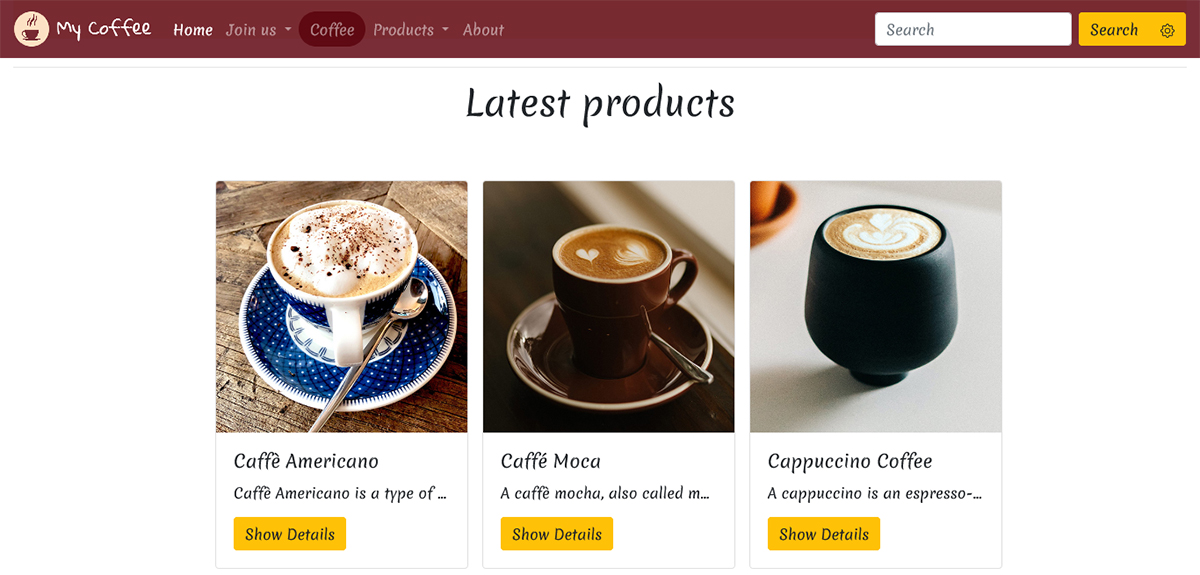 My Coffee Home Join us Coffee Products About Search Search
Latest products
Caffè Americano
Caffè Americano is a type of ...
Show Details
Caffé Moca
A caffè mocha, also called m...
Show Details
Cappuccino Coffee
A cappuccino is an espresso-...
Show Details